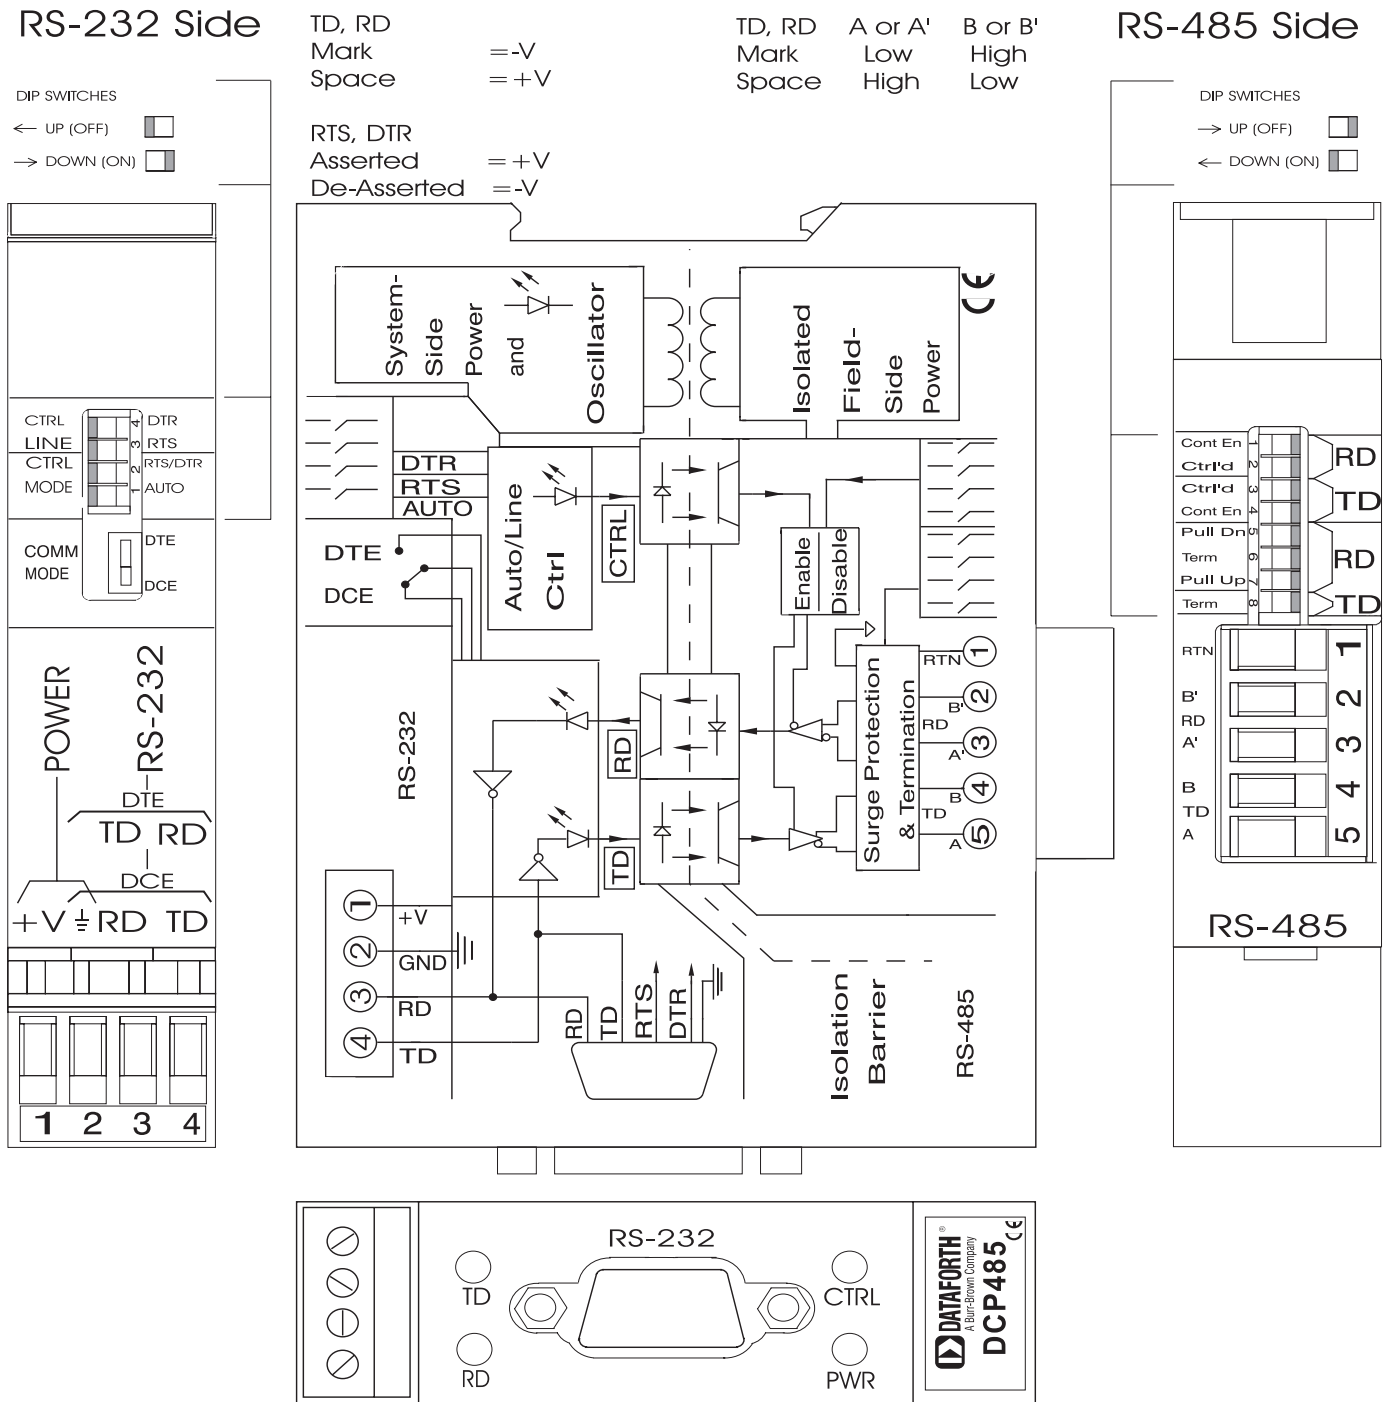 RS-232 Side
TD, RD
Mark =-V
Space =+V
RTS, DTR
Asserted =+V
De-Asserted =-V
TD, RD A or A' B or B'
Mark Low High
Space High Low
RS-485 Side
DIP SWITCHES
← UP (OFF)
→ DOWN (ON)
DIP SWITCHES
→ UP (OFF)
← DOWN (ON)
CTRL
LINE
CTRL
MODE
4 DTR
3 RTS
2 RTS/DTR
1 AUTO
COMM
MODE
DTE
DCE
POWER
RS-232
DTE
TD RD
DCE
+V RD TD
1 2 3 4
System-
Side
Power
and
Oscillator
Isolated
Field-
Side
Power
CE
DTR
RTS
AUTO
DTE
DCE
Auto/Line
Ctrl
CTRL
Enable
Disable
RS-232
RD
TD
Surge Protection
& Termination
1
RTN
2
B'
RD
3
A'
4
B
TD
5
A
1
+V
2
GND
3
RD
4
TD
RD
TD
RTS
DTR
Isolation
Barrier
RS-485
Cont En 1
Ctrl'd 2
RD
Ctrl'd 3
Cont En 4
TD
Pull Dn 5
Term 6
Pull Up 7
RD
Term 8
TD
RTN 1
B' 2
RD
A' 3
B 4
TD
A 5
RS-485
RS-232
TD
RD
CTRL
PWR
DATAFORTH ®
A Burr-Brown Company
DCP485
CE